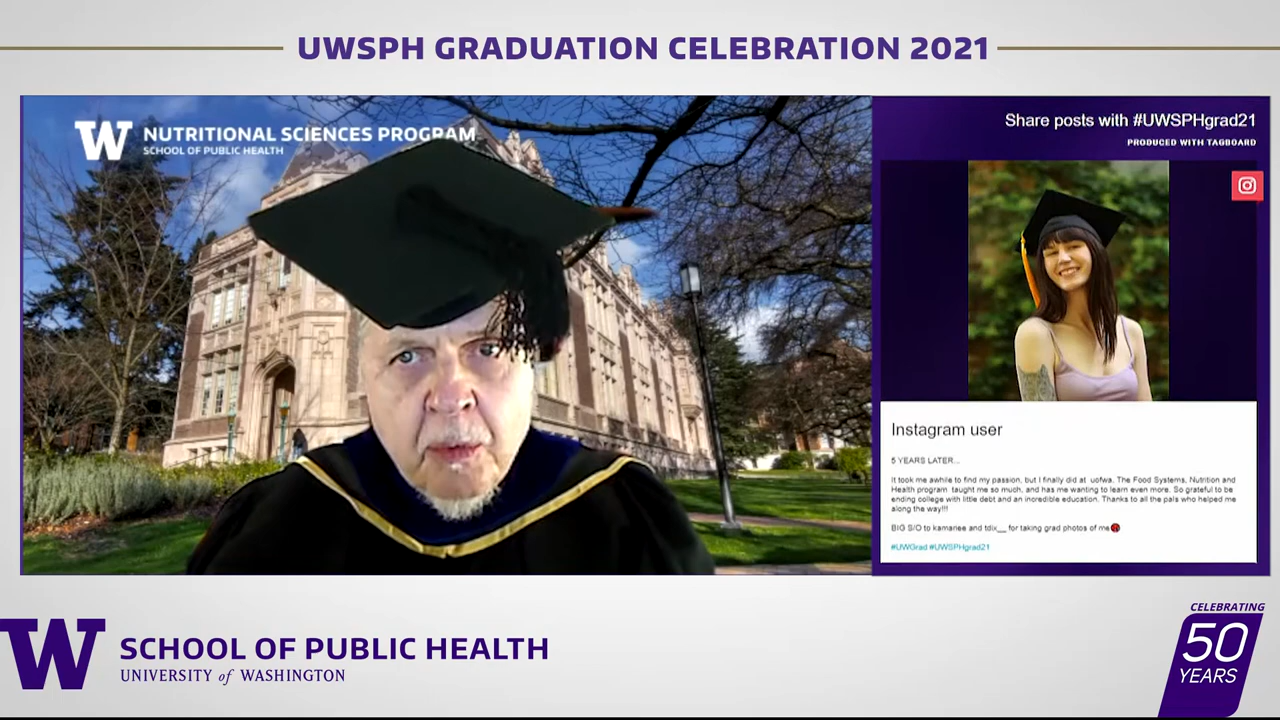 UWSPH GRADUATION CELEBRATION 2021
W NUTRITIONAL SCIENCES PROGRAM
SCHOOL OF PUBLIC HEALTH
Share posts with #UWSPHgrad21
PRODUCED WITH TAGBOARD
Instagram user
5 YEARS LATER...
It took me awhile to find my passion, but I finally did at uofwa. The Food Systems, Nutrition and
Health program taught me so much, and has me wanting to learn even more. So grateful to be
ending college with little debt and an incredible education. Thanks to all the pals who helped me
along the way!!!
BIG S/O to kamariee and tdix__ for taking grad photos of me
#UWGrad #UWSPHgrad21
W SCHOOL OF PUBLIC HEALTH
UNIVERSITY of WASHINGTON
CELEBRATING
50
YEARS